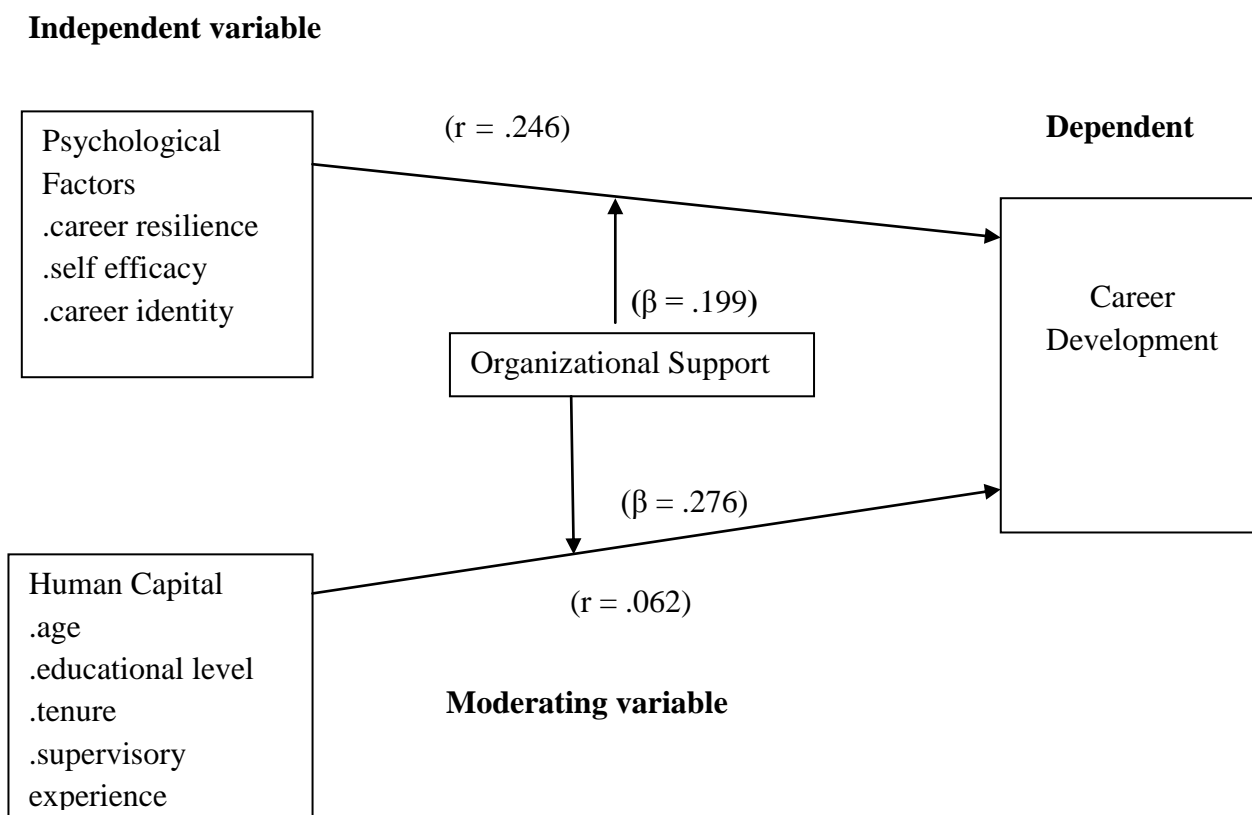 Independent variable
(r = .246)
Dependent
Psychological
Factors
.career resilience
.self efficacy
.career identity
(β = .199)
Organizational Support
Career
Development
(β = .276)
(r = .062)
Human Capital
.age
.educational level
.tenure
.supervisory
experience
Moderating variable